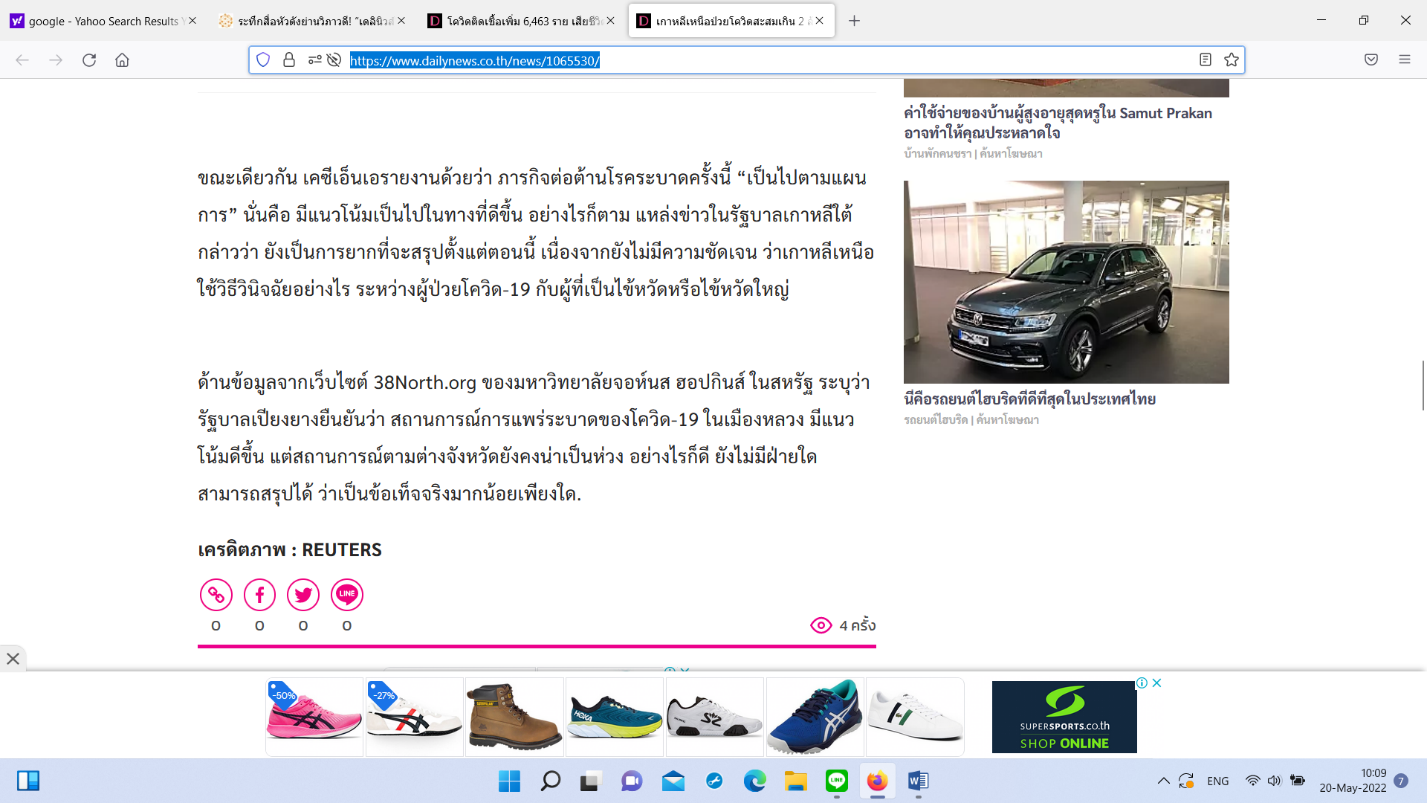 google - Yahoo Search Results
ระทึกสื่อหัวดังย่านวิภาวดี! "เดลินิวส์
โควิดติดเชื้อเพิ่ม 6,463 ราย เสียชีวิต
เกาหลีเหนือป่วยโควิดสะสมเกิน 2
https://www.dailynews.co.th/news/1065530/
ขณะเดียวกัน เคซีเอ็นเอรายงานด้วยว่า ภารกิจต่อต้านโรคระบาดครั้งนี้ “เป็นไปตามแผน
การ” นั่นคือ มีแนวโน้มเป็นไปในทางที่ดีขึ้น อย่างไรก็ตาม แหล่งข่าวในรัฐบาลเกาหลีใต้
กล่าวว่า ยังเป็นการยากที่จะสรุปตั้งแต่ตอนนี้ เนื่องจากยังไม่มีความชัดเจน ว่าเกาหลีเหนือ
ใช้วิธีวินิจฉัยอย่างไร ระหว่างผู้ป่วยโควิด-19 กับผู้ที่เป็นไข้หวัดหรือไข้หวัดใหญ่
ด้านข้อมูลจากเว็บไซต์ 38North.org ของมหาวิทยาลัยจอห์นส ฮอปกินส์ ในสหรัฐ ระบุว่า
รัฐบาลเปียงยางยืนยันว่า สถานการณ์การแพร่ระบาดของโควิด-19 ในเมืองหลวง มีแนว
โน้มดีขึ้น แต่สถานการณ์ตามต่างจังหวัดยังคงน่าเป็นห่วง อย่างไรก็ดี ยังไม่มีฝ่ายใด
สามารถสรุปได้ ว่าเป็นข้อเท็จจริงมากน้อยเพียงใด.
เครดิตภาพ : REUTERS
LINE
0 0 0 0
4 ครั้ง
ค่าใช้จ่ายของบ้านผู้สูงอายุสุดหรูใน Samut Prakan
อาจทำให้คุณประหลาดใจ
บ้านพักคนชรา | ค้นหาโฆษณา
นี่คือรถยนต์ไฮบริดที่ดีที่สุดในประเทศไทย
รถยนต์ไฮบริด | ค้นหาโฆษณา
-50%
-27%
SUPERSPORTS.co.th
SHOP ONLINE
ENG
10:09
20-May-2022
7